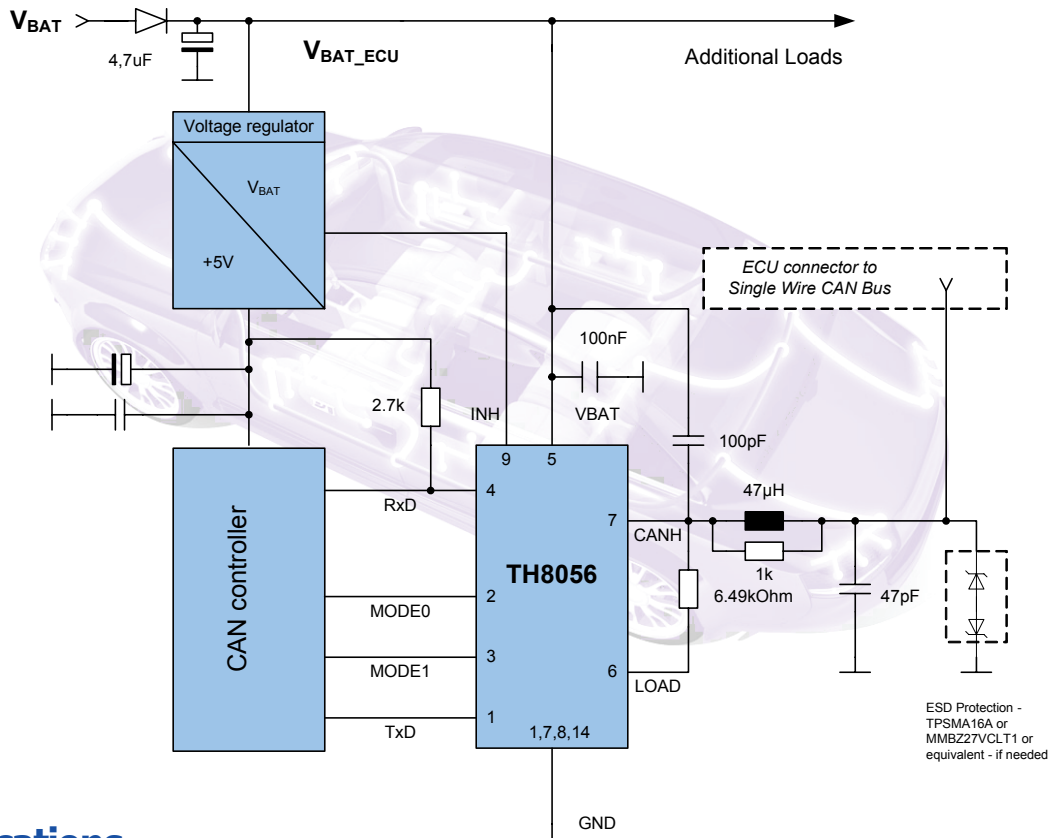 VBAT
4,7uF
VBAT_ECU
Additional Loads
Voltage regulator
VBAT
+5V
ECU connector to
Single Wire CAN Bus
100nF
2.7k
INH
VBAT
100pF
9
5
4
RxD
47µH
7
CANH
TH8056
1k
6.49kOhm
47pF
CAN controller
2
MODE0
3
MODE1
6
LOAD
1
TxD
1,7,8,14
ESD Protection -
TPSMA16A or
MMBZ27VCLT1 or
equivalent - if needed
GND